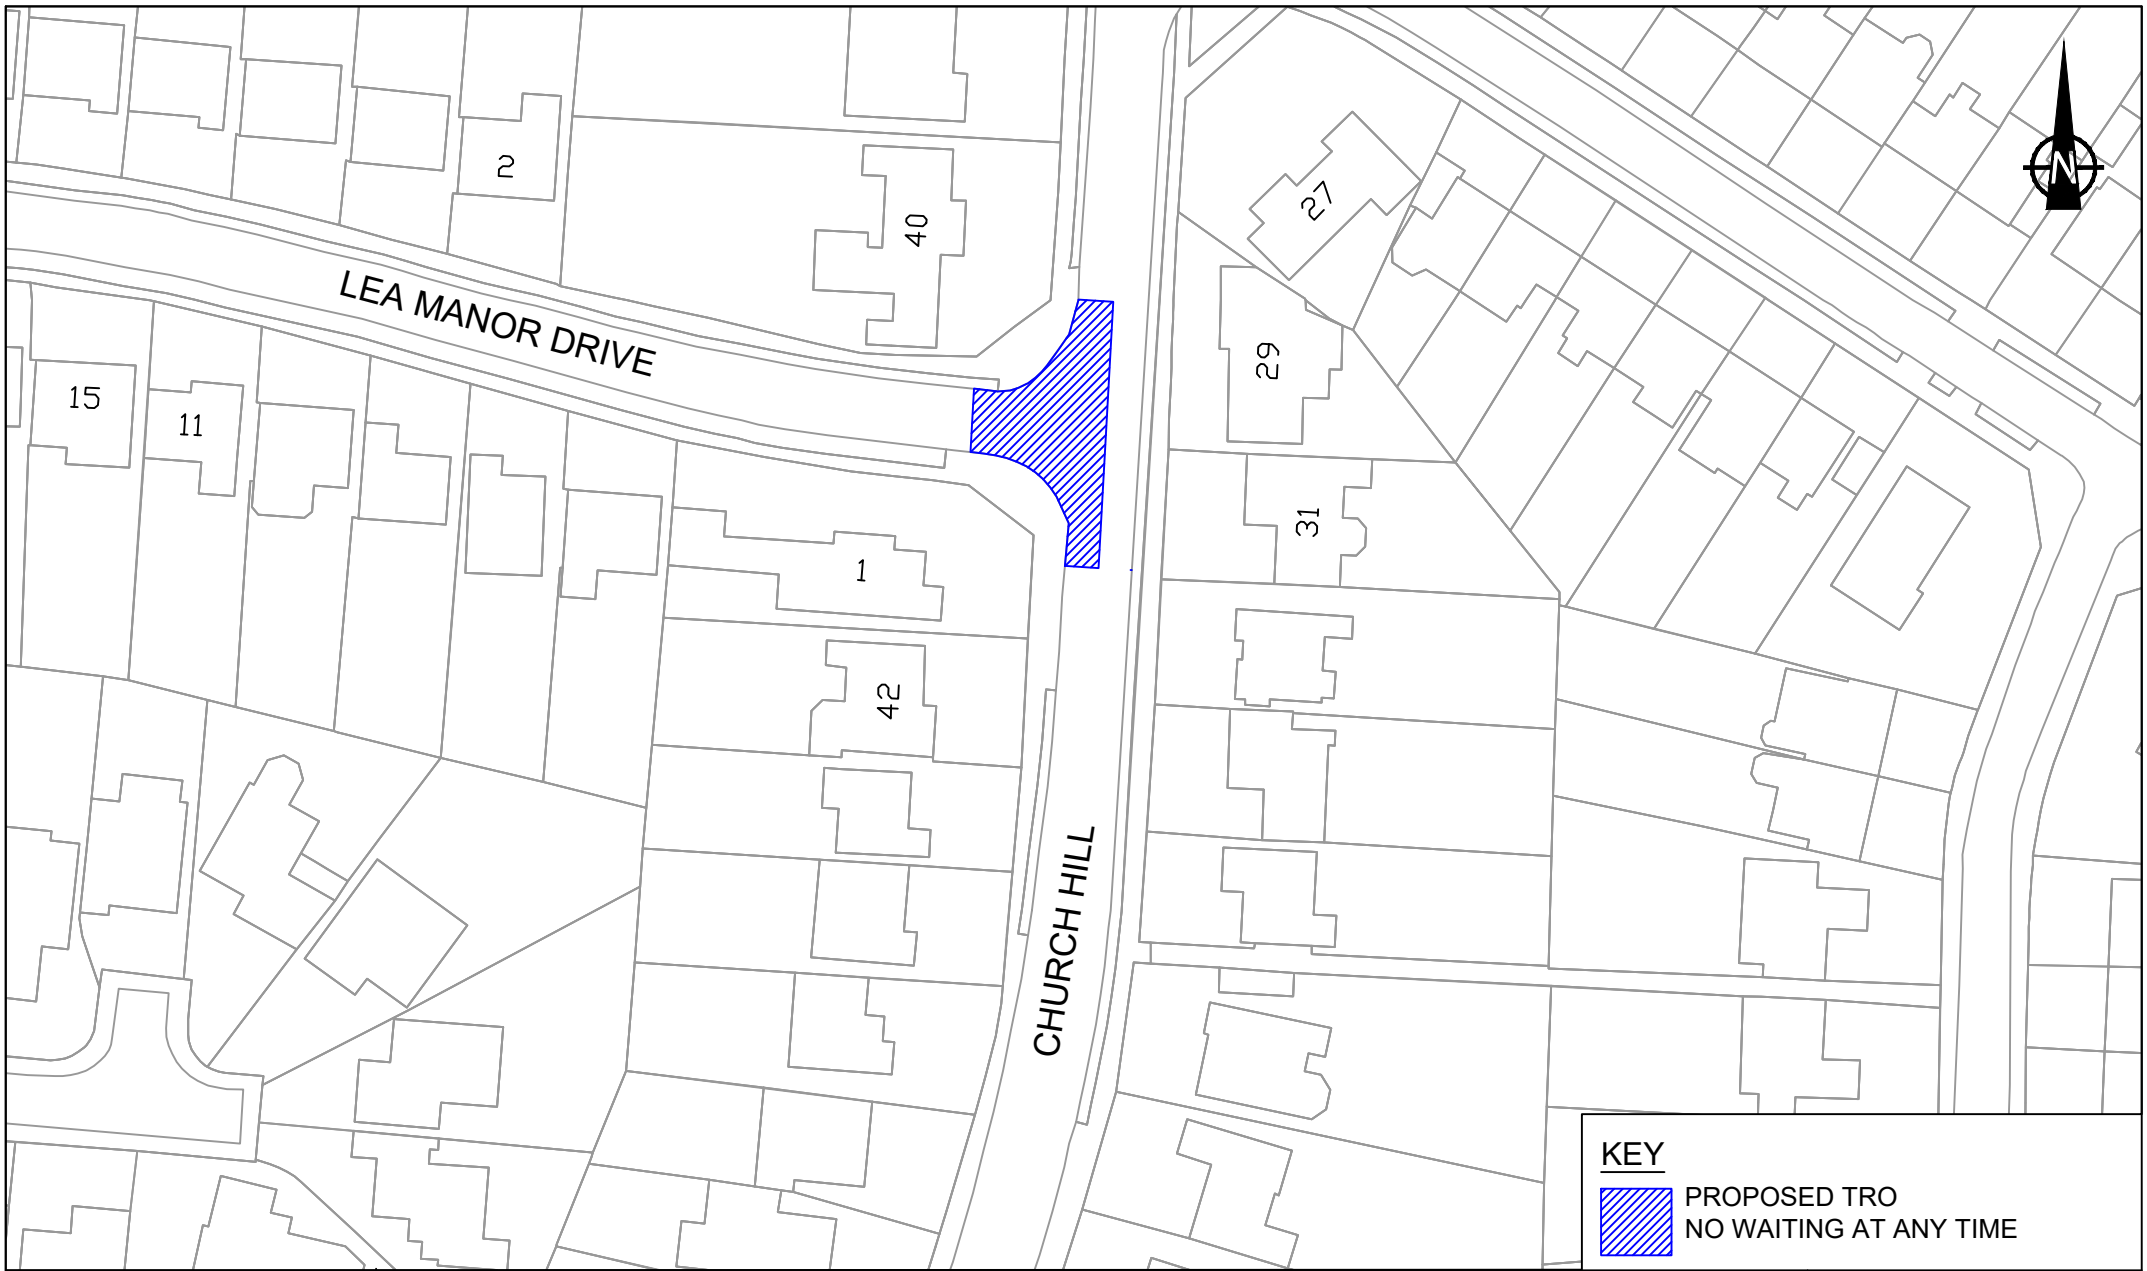 2
27
40
N
LEA MANOR DRIVE
29
15
11
31
1
42
CHURCH HILL
KEY
PROPOSED TRO
NO WAITING AT ANY TIME